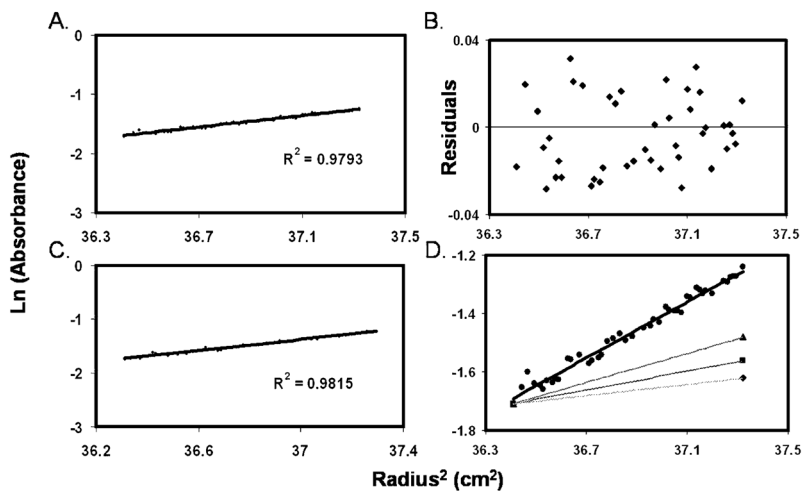 A.
0
-1
-2
-3
R² = 0.9793
36.3 36.7 37.1 37.5
B.
0.04
0
-0.04
Residuals
36.3 36.7 37.1 37.5
Ln (Absorbance)
C.
0
-1
-2
-3
R² = 0.9815
36.2 36.6 37 37.4
D.
-1.2
-1.4
-1.6
-1.8
36.3 36.7 37.1 37.5
Radius² (cm²)